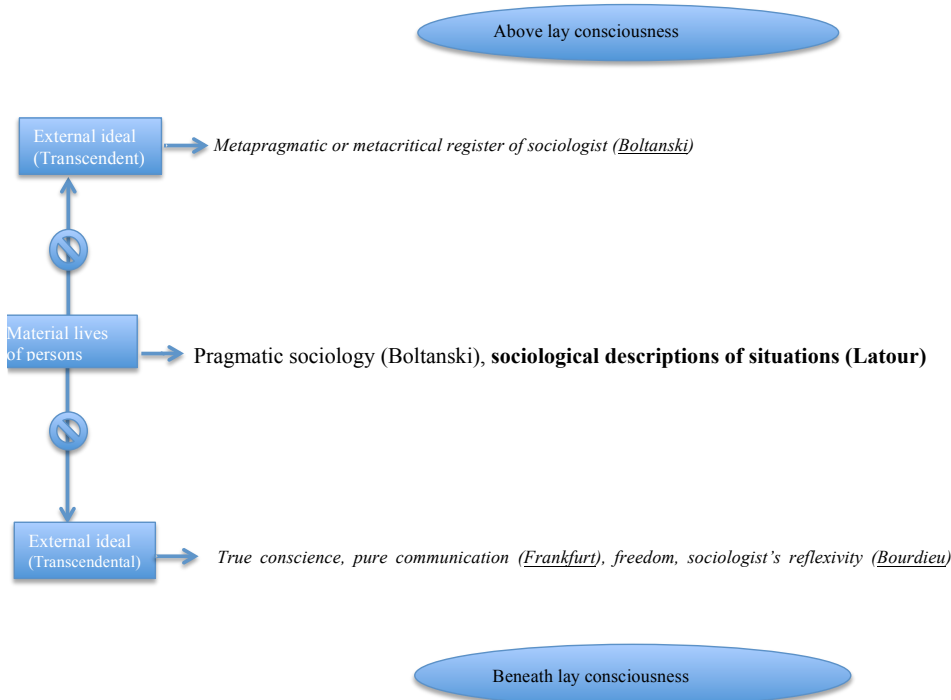 Above lay consciousness
External ideal
(Transcendent)
Metapragmatic or metacritical register of sociologist (Boltanski)
Material lives
of persons
Pragmatic sociology (Boltanski), sociological descriptions of situations (Latour)
External ideal
(Transcendental)
True conscience, pure communication (Frankfurt), freedom, sociologist's reflexivity (Bourdieu)
Beneath lay consciousness